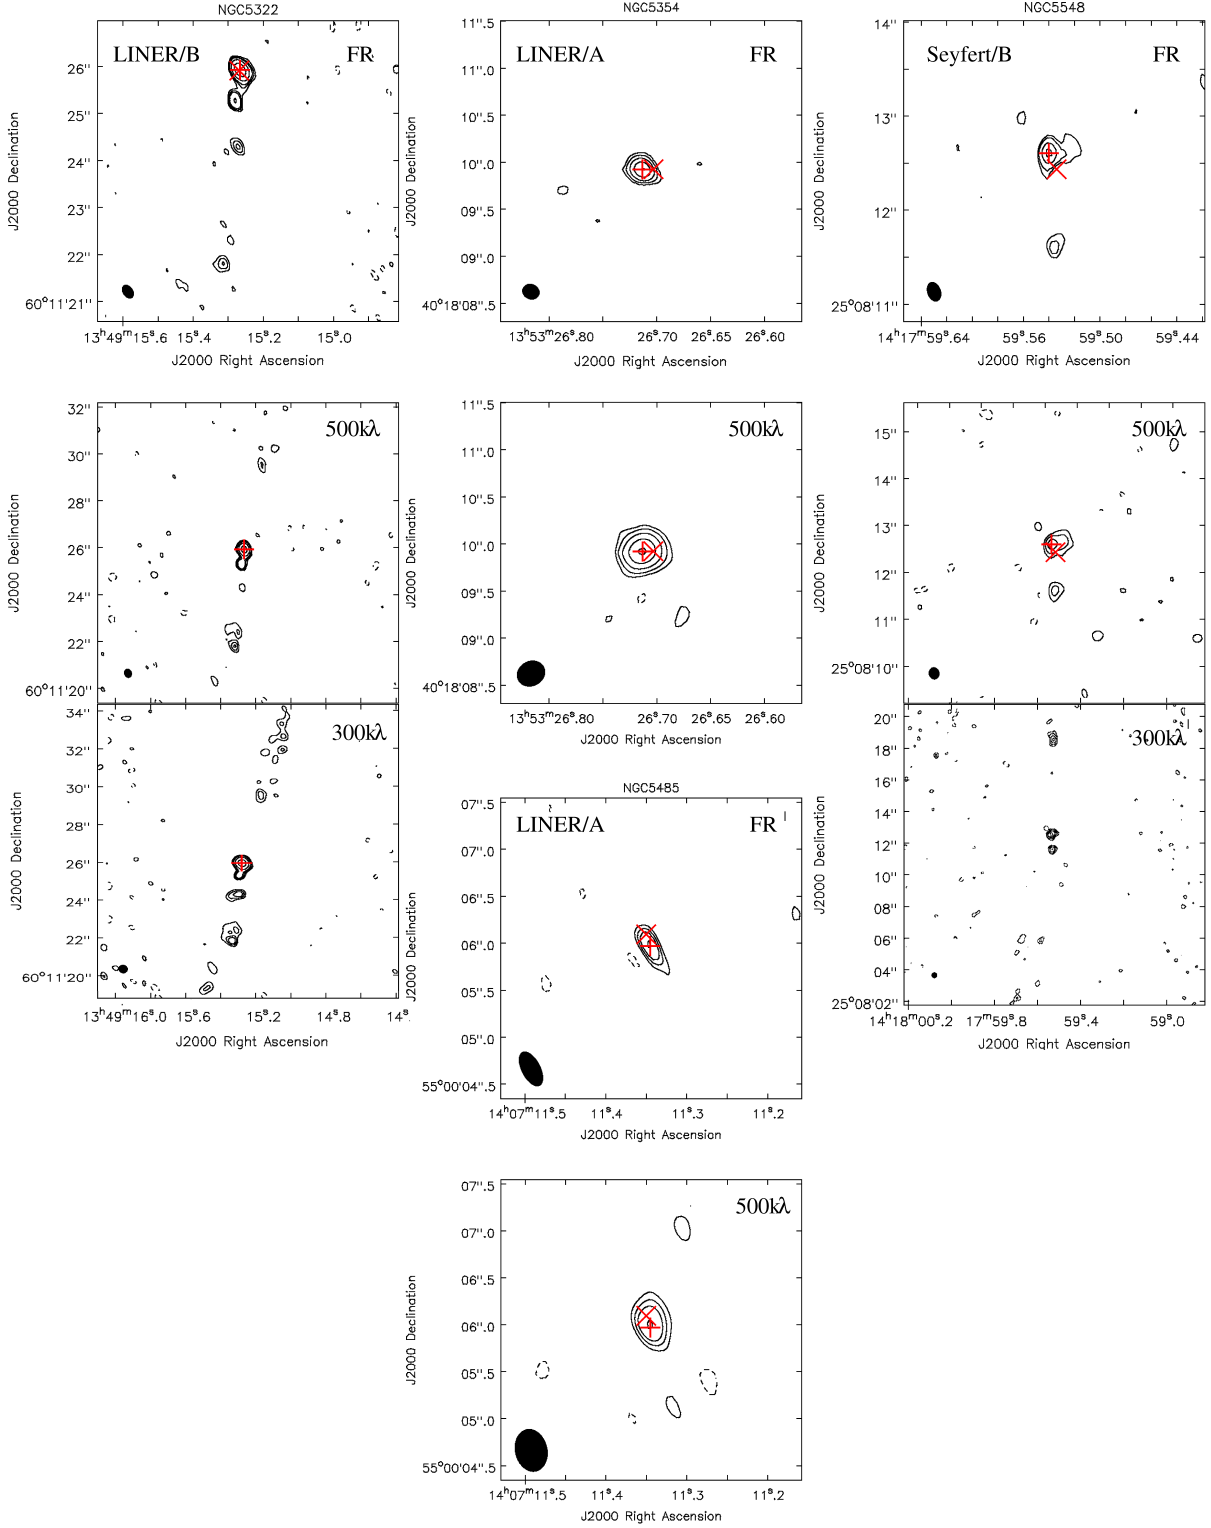 NGC5322
LINER/B FR
26''
25''
24''
23''
22''
60°11'21''
J2000 Declination
13ʰ49ᵐ15ˢ.6 15ˢ.4 15ˢ.2 15ˢ.0
J2000 Right Ascension
NGC5354
LINER/A FR
11''.5
11''.0
10''.5
10''.0
09''.5
09''.0
40°18'08''.5
J2000 Declination
13ʰ53ᵐ26ˢ.80 26ˢ.70 26ˢ.65 26ˢ.60
J2000 Right Ascension
NGC5548
Seyfert/B FR
14''
13''
12''
25°08'11''
J2000 Declination
14ʰ17ᵐ59ˢ.64 59ˢ.56 59ˢ.50 59ˢ.44
J2000 Right Ascension
500kλ
32''
30''
28''
26''
24''
22''
60°11'20''
J2000 Declination
500kλ
11''.5
11''.0
10''.5
10''.0
09''.5
09''.0
40°18'08''.5
J2000 Declination
13ʰ53ᵐ26ˢ.80 26ˢ.70 26ˢ.65 26ˢ.60
J2000 Right Ascension
500kλ
15''
14''
13''
12''
11''
25°08'10''
J2000 Declination
300kλ
34''
32''
30''
28''
26''
24''
22''
60°11'20''
J2000 Declination
13ʰ49ᵐ16ˢ.0 15ˢ.6 15ˢ.2 14ˢ.8 14ˢ.
J2000 Right Ascension
NGC5485
LINER/A FR
07''.5
07''.0
06''.5
06''.0
05''.5
05''.0
55°00'04''.5
J2000 Declination
14ʰ07ᵐ11ˢ.5 11ˢ.4 11ˢ.3 11ˢ.2
J2000 Right Ascension
300kλ
20''
18''
16''
14''
12''
10''
08''
06''
04''
25°08'02''
J2000 Declination
14ʰ18ᵐ00ˢ.2 17ᵐ59ˢ.8 59ˢ.4 59ˢ.0
J2000 Right Ascension
500kλ
07''.5
07''.0
06''.5
06''.0
05''.5
05''.0
55°00'04''.5
J2000 Declination
14ʰ07ᵐ11ˢ.5 11ˢ.4 11ˢ.3 11ˢ.2
J2000 Right Ascension